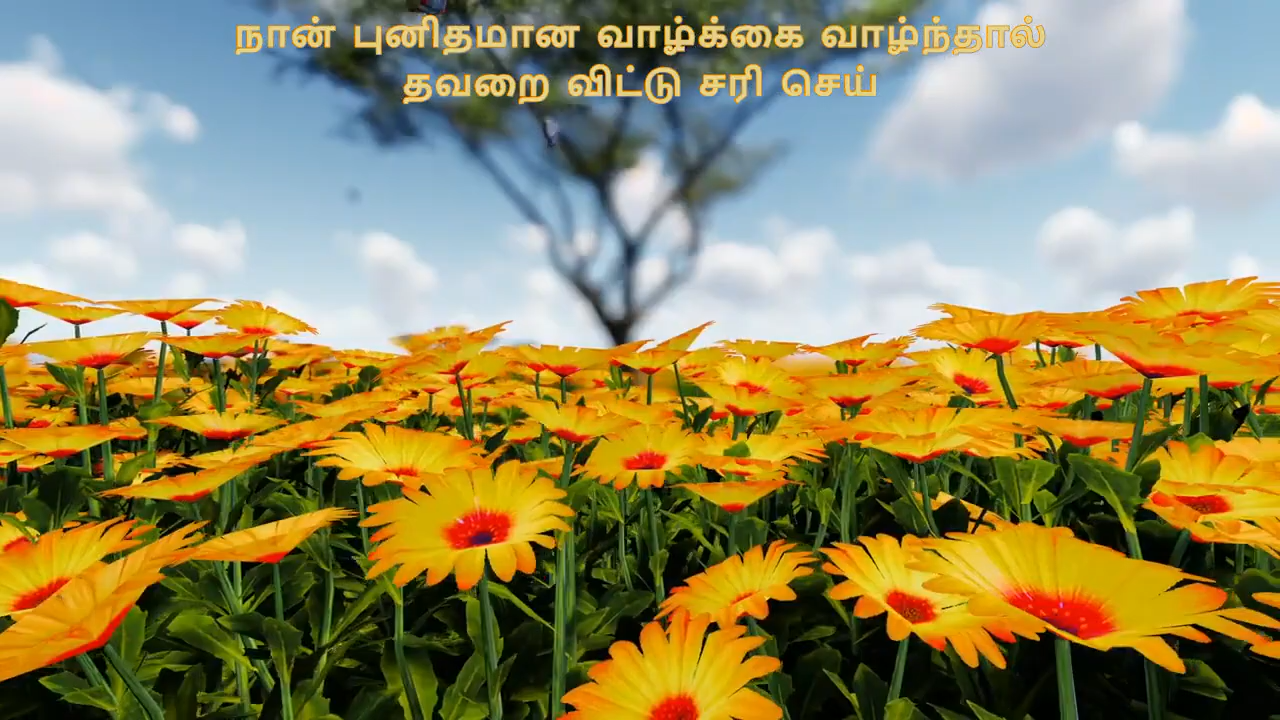 நான் புனிதமான வாழ்க்கை வாழ்ந்தால்
தவறை விட்டு சரி செய்